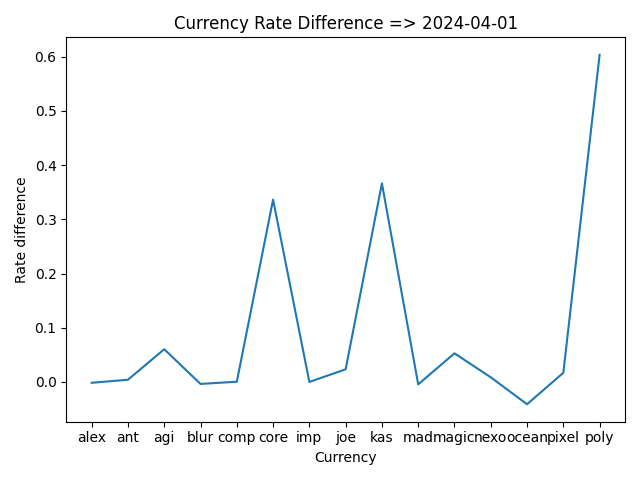 Currency Rate Difference => 2024-04-01
0.6
0.5
0.4
0.3
0.2
0.1
0.0
Rate difference
alex ant agi blur comp core imp joe kas mad magic nexo ocean pixel poly
Currency